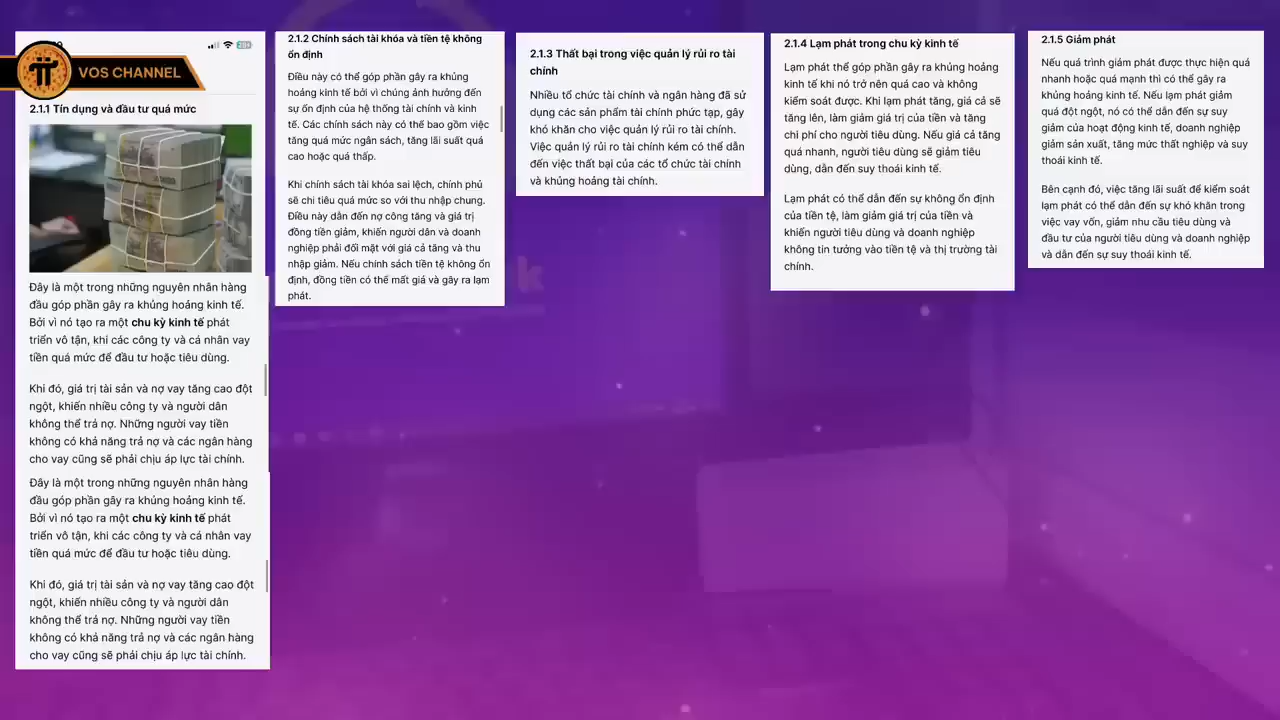 VOS CHANNEL
2.1.1 Tín dụng và đầu tư quá mức
Đây là một trong những nguyên nhân hàng
đầu góp phần gây ra khủng hoảng kinh tế.
Bởi vì nó tạo ra một chu kỳ kinh tế phát
triển vô tận, khi các công ty và cá nhân vay
tiền quá mức để đầu tư hoặc tiêu dùng.
Khi đó, giá trị tài sản và nợ vay tăng cao đột
ngột, khiến nhiều công ty và người dân
không thể trả nợ. Những người vay tiền
không có khả năng trả nợ và các ngân hàng
cho vay cũng sẽ phải chịu áp lực tài chính.
Đây là một trong những nguyên nhân hàng
đầu góp phần gây ra khủng hoảng kinh tế.
Bởi vì nó tạo ra một chu kỳ kinh tế phát
triển vô tận, khi các công ty và cá nhân vay
tiền quá mức để đầu tư hoặc tiêu dùng.
Khi đó, giá trị tài sản và nợ vay tăng cao đột
ngột, khiến nhiều công ty và người dân
không thể trả nợ. Những người vay tiền
không có khả năng trả nợ và các ngân hàng
cho vay cũng sẽ phải chịu áp lực tài chính.
2.1.2 Chính sách tài khóa và tiền tệ không
ổn định
Điều này có thể góp phần gây ra khủng
hoảng kinh tế bởi vì chúng ảnh hưởng đến
sự ổn định của hệ thống tài chính và kinh
tế. Các chính sách này có thể bao gồm việc
tăng quá mức ngân sách, tăng lãi suất quá
cao hoặc quá thấp.
Khi chính sách tài khóa sai lệch, chính phủ
sẽ chi tiêu quá mức so với thu nhập chung.
Điều này dẫn đến nợ công tăng và giá trị
đồng tiền giảm, khiến người dân và doanh
nghiệp phải đối mặt với giá cả tăng và thu
nhập giảm. Nếu chính sách tiền tệ không ổn
định, đồng tiền có thể mất giá và gây ra lạm
phát.
2.1.3 Thất bại trong việc quản lý rủi ro tài
chính
Nhiều tổ chức tài chính và ngân hàng đã sử
dụng các sản phẩm tài chính phức tạp, gây
khó khăn cho việc quản lý rủi ro tài chính.
Việc quản lý rủi ro tài chính kém có thể dẫn
đến việc thất bại của các tổ chức tài chính
và khủng hoảng tài chính.
2.1.4 Lạm phát trong chu kỳ kinh tế
Lạm phát thể góp phần gây ra khủng hoảng
kinh tế khi nó trở nên quá cao và không
kiểm soát được. Khi lạm phát tăng, giá cả sẽ
tăng lên, làm giảm giá trị của tiền và tăng
chi phí cho người tiêu dùng. Nếu giá cả tăng
quá nhanh, người tiêu dùng sẽ giảm tiêu
dùng, dẫn đến suy thoái kinh tế.
Lạm phát có thể dẫn đến sự không ổn định
của tiền tệ, làm giảm giá trị của tiền và
khiến người tiêu dùng và doanh nghiệp
không tin tưởng vào tiền tệ và thị trường tài
chính.
2.1.5 Giảm phát
Nếu quá trình giảm phát được thực hiện quá
nhanh hoặc quá mạnh thì có thể gây ra
khủng hoảng kinh tế. Nếu lạm phát giảm
quá đột ngột, nó có thể dẫn đến sự suy
giảm của hoạt động kinh tế, doanh nghiệp
giảm sản xuất, tăng mức thất nghiệp và suy
thoái kinh tế.
Bên cạnh đó, việc tăng lãi suất để kiểm soát
lạm phát có thể dẫn đến sự khó khăn trong
việc vay vốn, giảm nhu cầu tiêu dùng và
đầu tư của người tiêu dùng và doanh nghiệp
và dẫn đến sự suy thoái kinh tế.